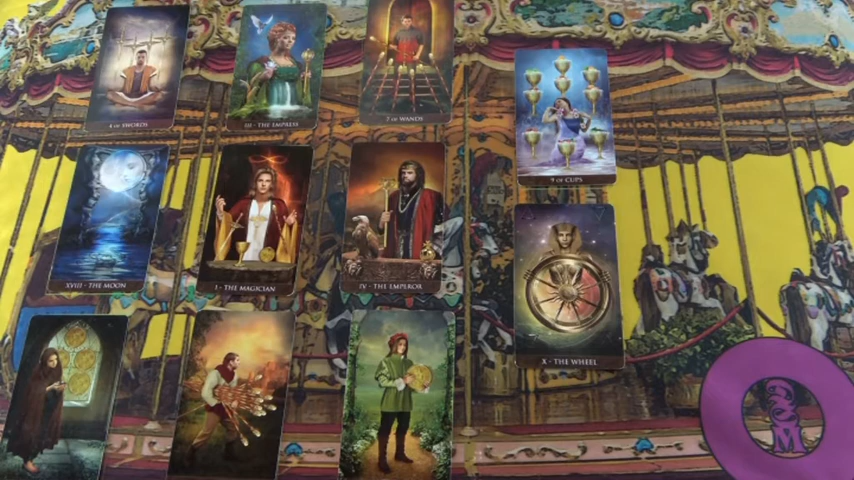 4 OF SWORDS
III - THE EMPRESS
7 OF WANDS
9 OF CUPS
XVIII - THE MOON
I - THE MAGICIAN
IV - THE EMPEROR
X - THE WHEEL